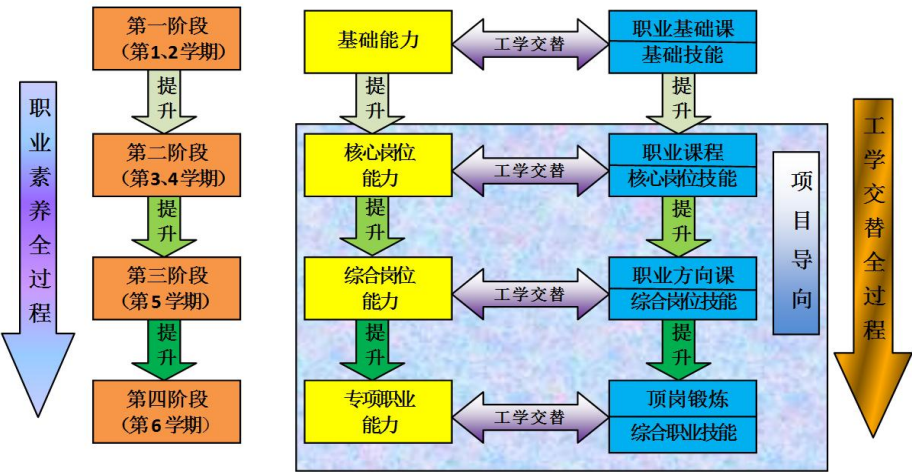 第一阶段
（第1、2学期）
基础能力
工学交替
职业基础课
基础技能
提升
提升
提升
职业素养全过程
第二阶段
（第3、4学期）
核心岗位
能力
工学交替
职业课程
核心岗位技能
项目导向
工学交替全过程
提升
提升
提升
第三阶段
（第5学期）
综合岗位
能力
工学交替
职业方向课
综合岗位技能
提升
提升
提升
第四阶段
（第6学期）
专项职业
能力
工学交替
顶岗锻炼
综合职业技能